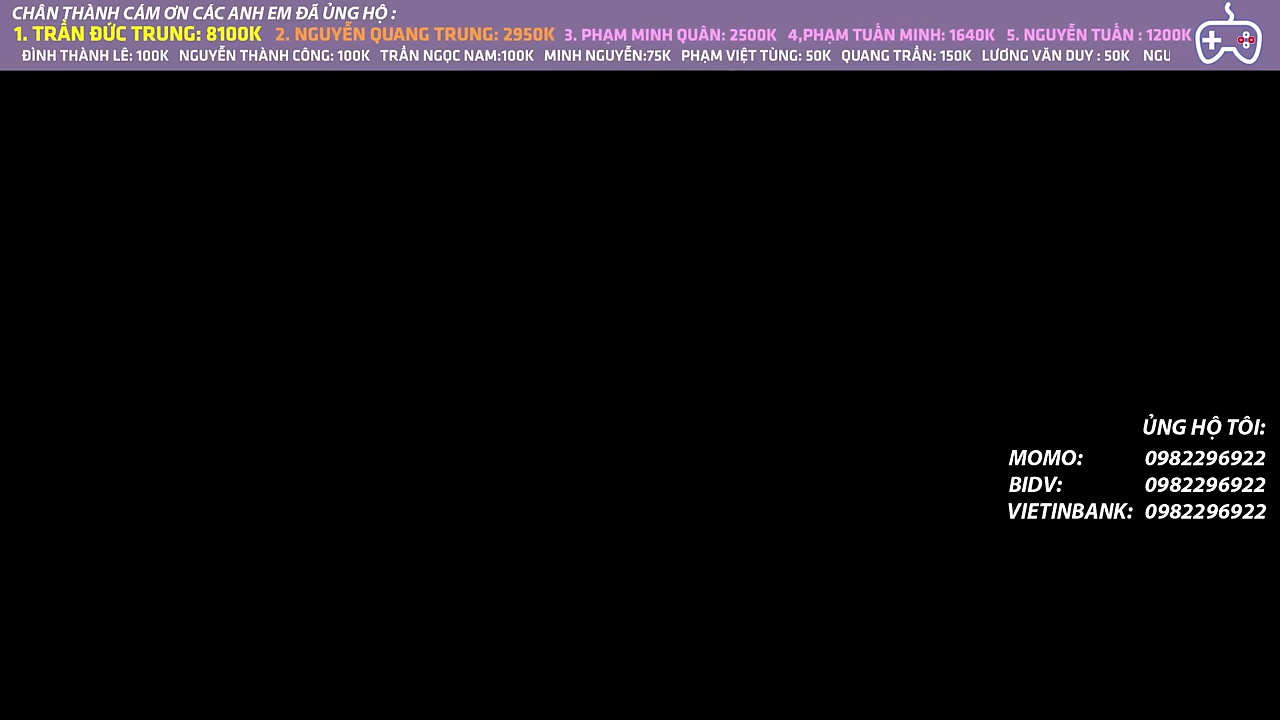 CHÂN THÀNH CÁM ƠN CÁC ANH EM ĐÃ ỦNG HỘ :
1. TRẦN ĐỨC TRUNG: 8100K 2. NGUYỄN QUANG TRUNG: 2950K 3. PHẠM MINH QUÂN: 2500K 4,PHẠM TUẤN MINH: 1640K 5. NGUYỄN TUẤN : 1200K
ĐÌNH THÀNH LÊ: 100K NGUYỄN THÀNH CÔNG: 100K TRẦN NGỌC NAM:100K MINH NGUYỄN:75K PHẠM VIỆT TÙNG: 50K QUANG TRẦN: 150K LƯƠNG VĂN DUY : 50K
ỦNG HỘ TÔI:
MOMO: 0982296922
BIDV: 0982296922
VIETINBANK: 0982296922